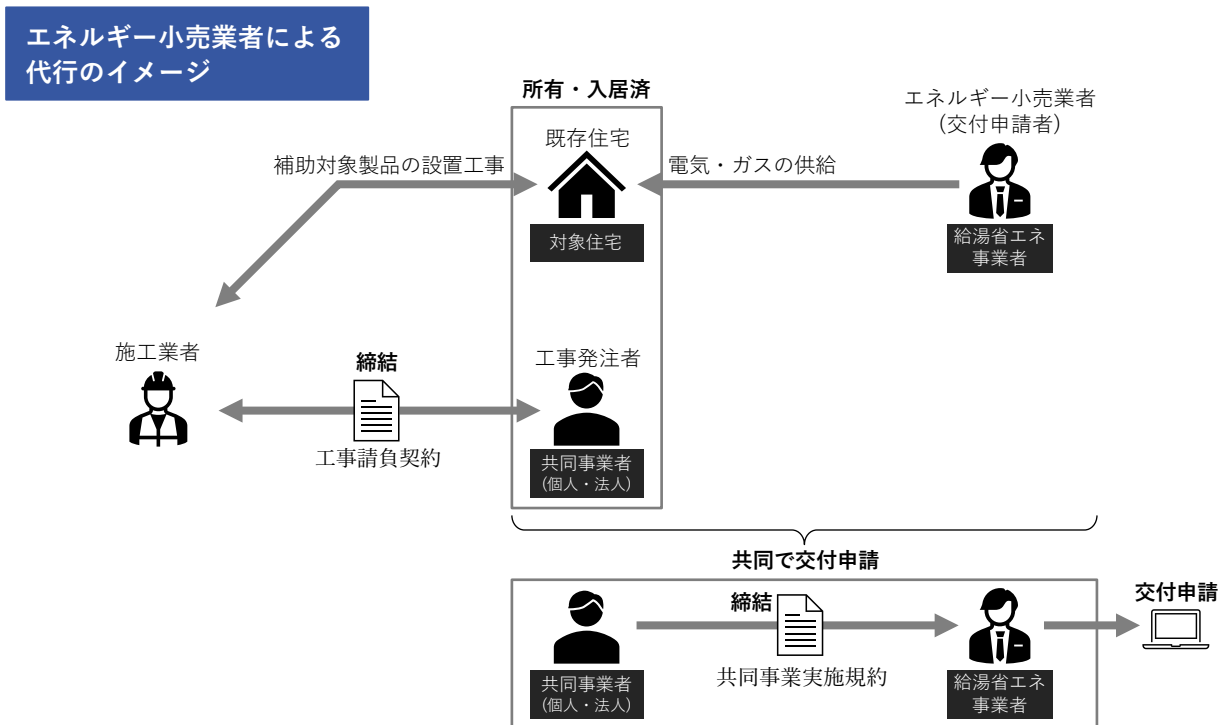 エネルギー小売業者による
代行のイメージ
所有・入居済
既存住宅
エネルギー小売業者
(交付申請者)
補助対象製品の設置工事
電気・ガスの供給
対象住宅
給湯省エネ
事業者
施工業者
締結
工事請負契約
工事発注者
共同事業者
(個人・法人)
共同で交付申請
締結
共同事業実施規約
共同事業者
(個人・法人)
給湯省エネ
事業者
交付申請